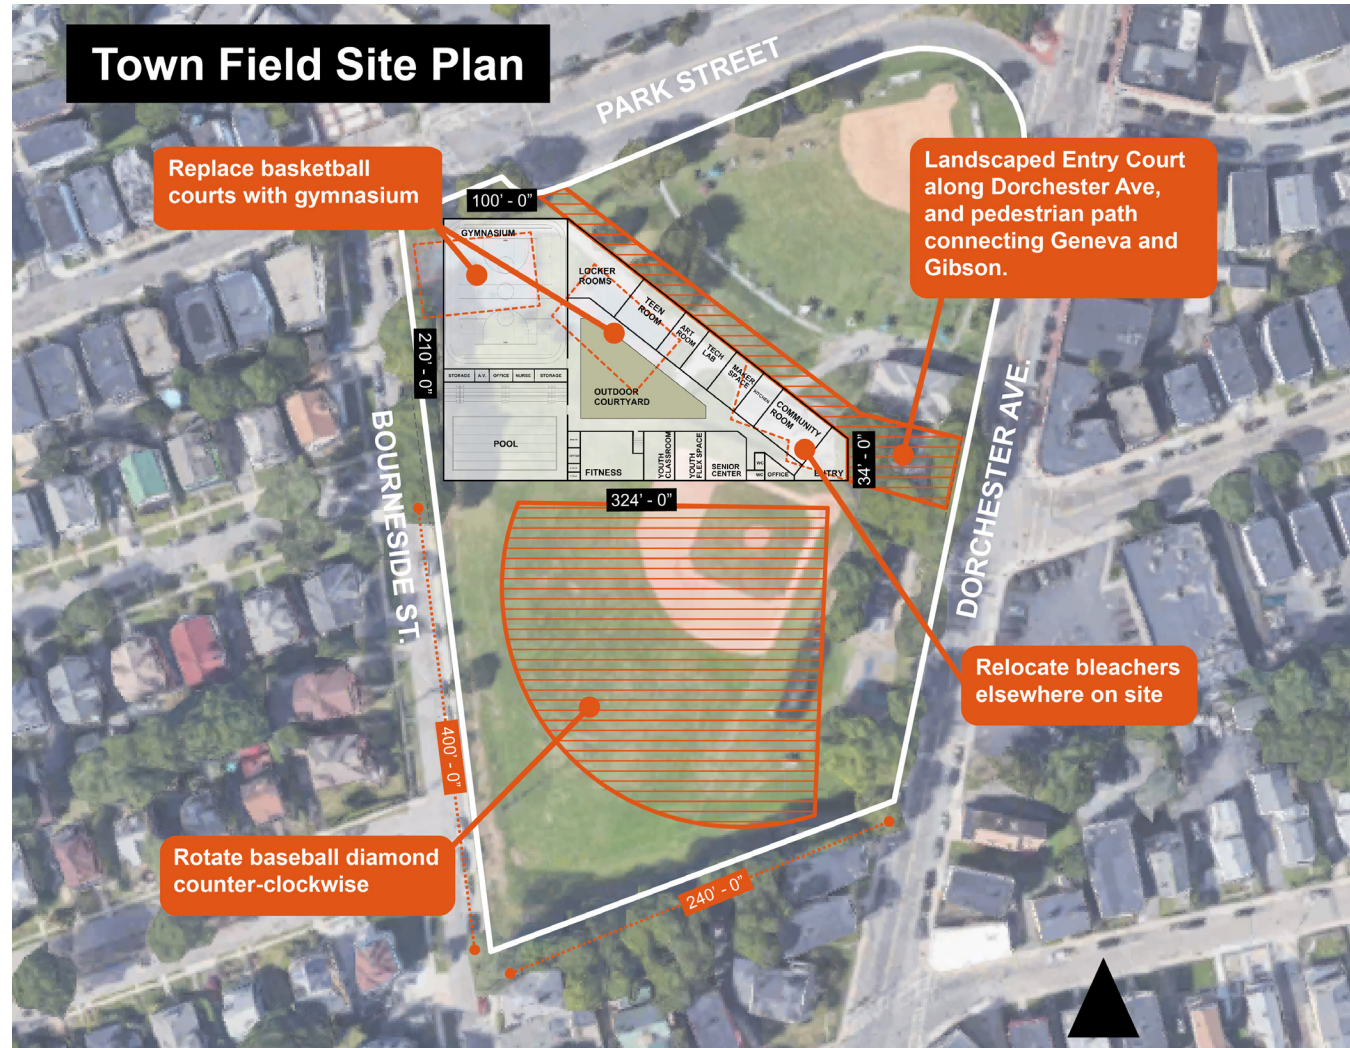 Town Field Site Plan
PARK STREET
Replace basketball
courts with gymnasium
Landscaped Entry Court
along Dorchester Ave,
and pedestrian path
connecting Geneva and
Gibson.
100' - 0"
GYMNASIUM
LOCKER
ROOMS
TEEN
ROOM
ART
ROOM
TECH
LAB
MAKER
SPACE
KITCHEN
COMMUNITY
ROOM
210' - 0"
STORAGE
A.V.
OFFICE
NURSE
STORAGE
OUTDOOR
COURTYARD
POOL
FITNESS
YOUTH
CLASSROOM
YOUTH
FLEX SPACE
SENIOR
CENTER
WC
WC
OFFICE
ENTRY
34' - 0"
324' - 0"
BOURNESIDE ST.
DORCHESTER AVE.
Relocate bleachers
elsewhere on site
400' - 0"
Rotate baseball diamond
counter-clockwise
240' - 0"